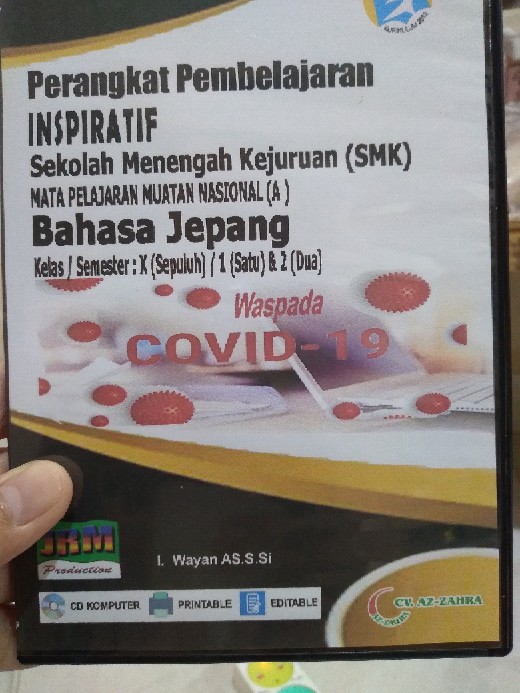 Perangkat Pembelajaran
INSPIRATIF
Sekolah Menengah Kejuruan (SMK)
MATA PELAJARAN MUATAN NASIONAL (A )
Bahasa Jepang
Kelas / Semester : X (Sepuluh) / 1 (Satu) & 2 (Dua)
Waspada
COVID-19
JRM
Production
I. Wayan AS.S.Si
CD KOMPUTER
PRINTABLE
EDITABLE
CV. AZ-ZAHRA